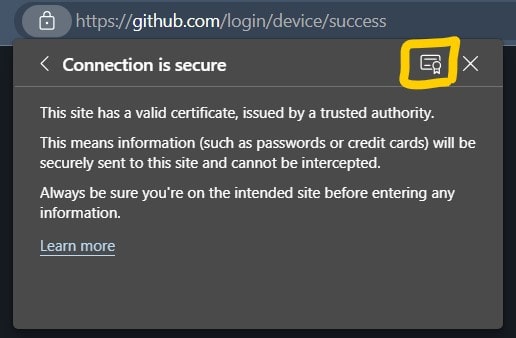 https://github.com/login/device/success
Connection is secure
This site has a valid certificate, issued by a trusted authority.
This means information (such as passwords or credit cards) will be
securely sent to this site and cannot be intercepted.
Always be sure you're on the intended site before entering any
information.
Learn more